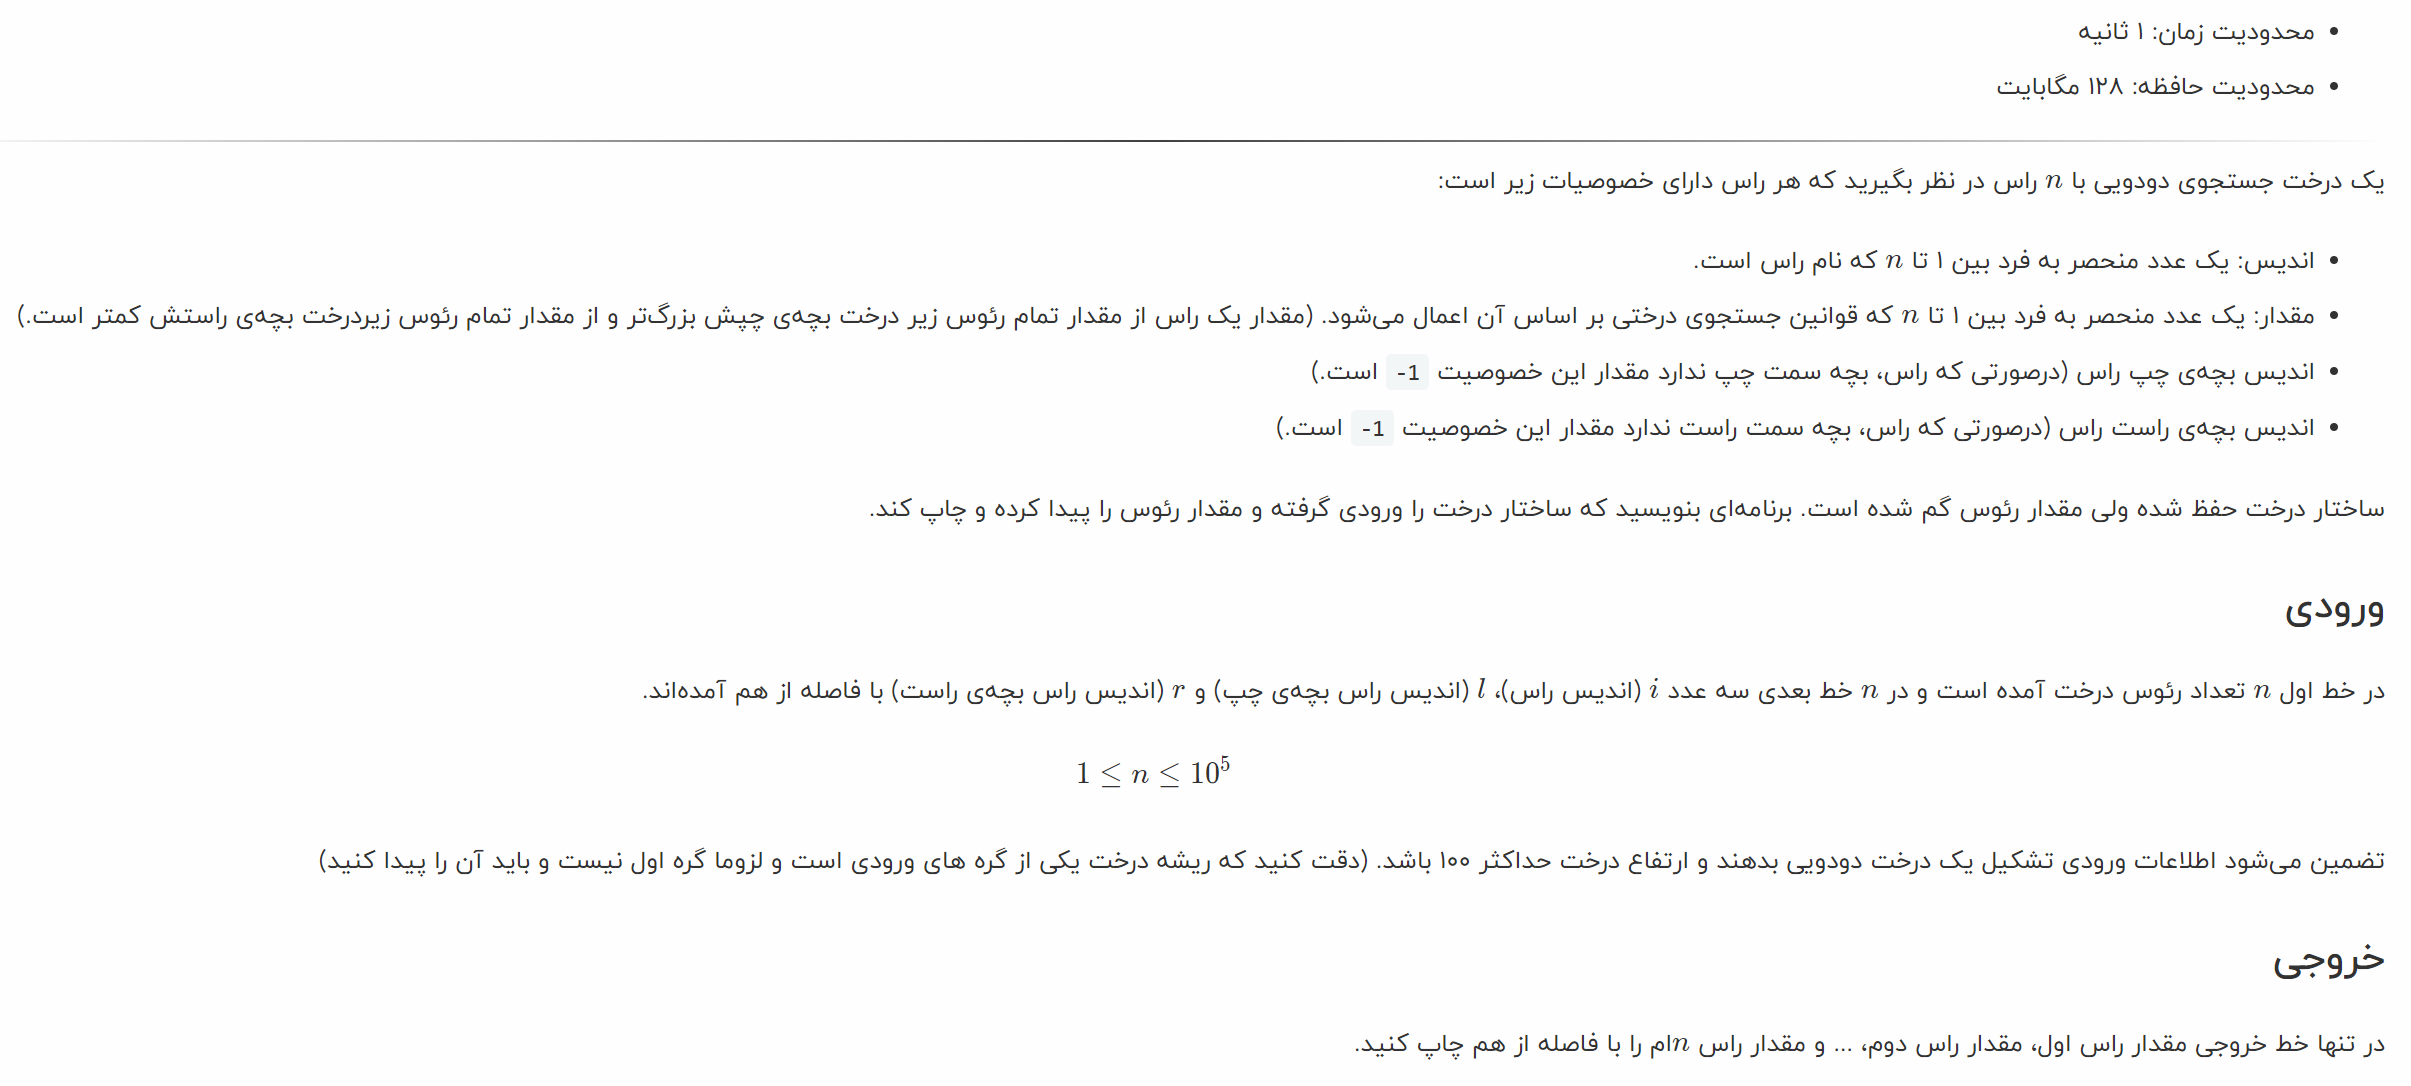 محدودیت زمان: ۱ ثانیه
محدودیت حافظه: ۱۲۸ مگابایت
یک درخت جستجوی دودویی با n راس در نظر بگیرید که هر راس دارای خصوصیات زیر است:
اندیس: یک عدد منحصر به فرد بین ۱ تا n که نام راس است.
مقدار: یک عدد منحصر به فرد بین ۱ تا n که قوانین جستجوی درختی بر اساس آن اعمال می‌شود. (مقدار یک راس از مقدار تمام رئوس زیر درخت بچه‌ی چپش بزرگ‌تر و از مقدار تمام رئوس زیردرخت بچه‌ی راستش کمتر است.)
اندیس بچه‌ی چپ راس (درصورتی که راس، بچه سمت چپ ندارد مقدار این خصوصیت -1 است.)
اندیس بچه‌ی راست راس (درصورتی که راس، بچه سمت راست ندارد مقدار این خصوصیت -1 است.)
ساختار درخت حفظ شده ولی مقدار رئوس گم شده است. برنامه‌ای بنویسید که ساختار درخت را ورودی گرفته و مقدار رئوس را پیدا کرده و چاپ کند.
ورودی
در خط اول n تعداد رئوس درخت آمده است و در n خط بعدی سه عدد i (اندیس راس)، l (اندیس راس بچه‌ی چپ) و r (اندیس راس بچه‌ی راست) با فاصله از هم آمده‌اند.
1 ≤ n ≤ 10⁵
تضمین می‌شود اطلاعات ورودی تشکیل یک درخت دودویی بدهند و ارتفاع درخت حداکثر ۱۰۰ باشد. (دقت کنید که ریشه درخت یکی از گره های ورودی است و لزوما گره اول نیست و باید آن را پیدا کنید)
خروجی
در تنها خط خروجی مقدار راس اول، مقدار راس دوم، ... و مقدار راس nام را با فاصله از هم چاپ کنید.